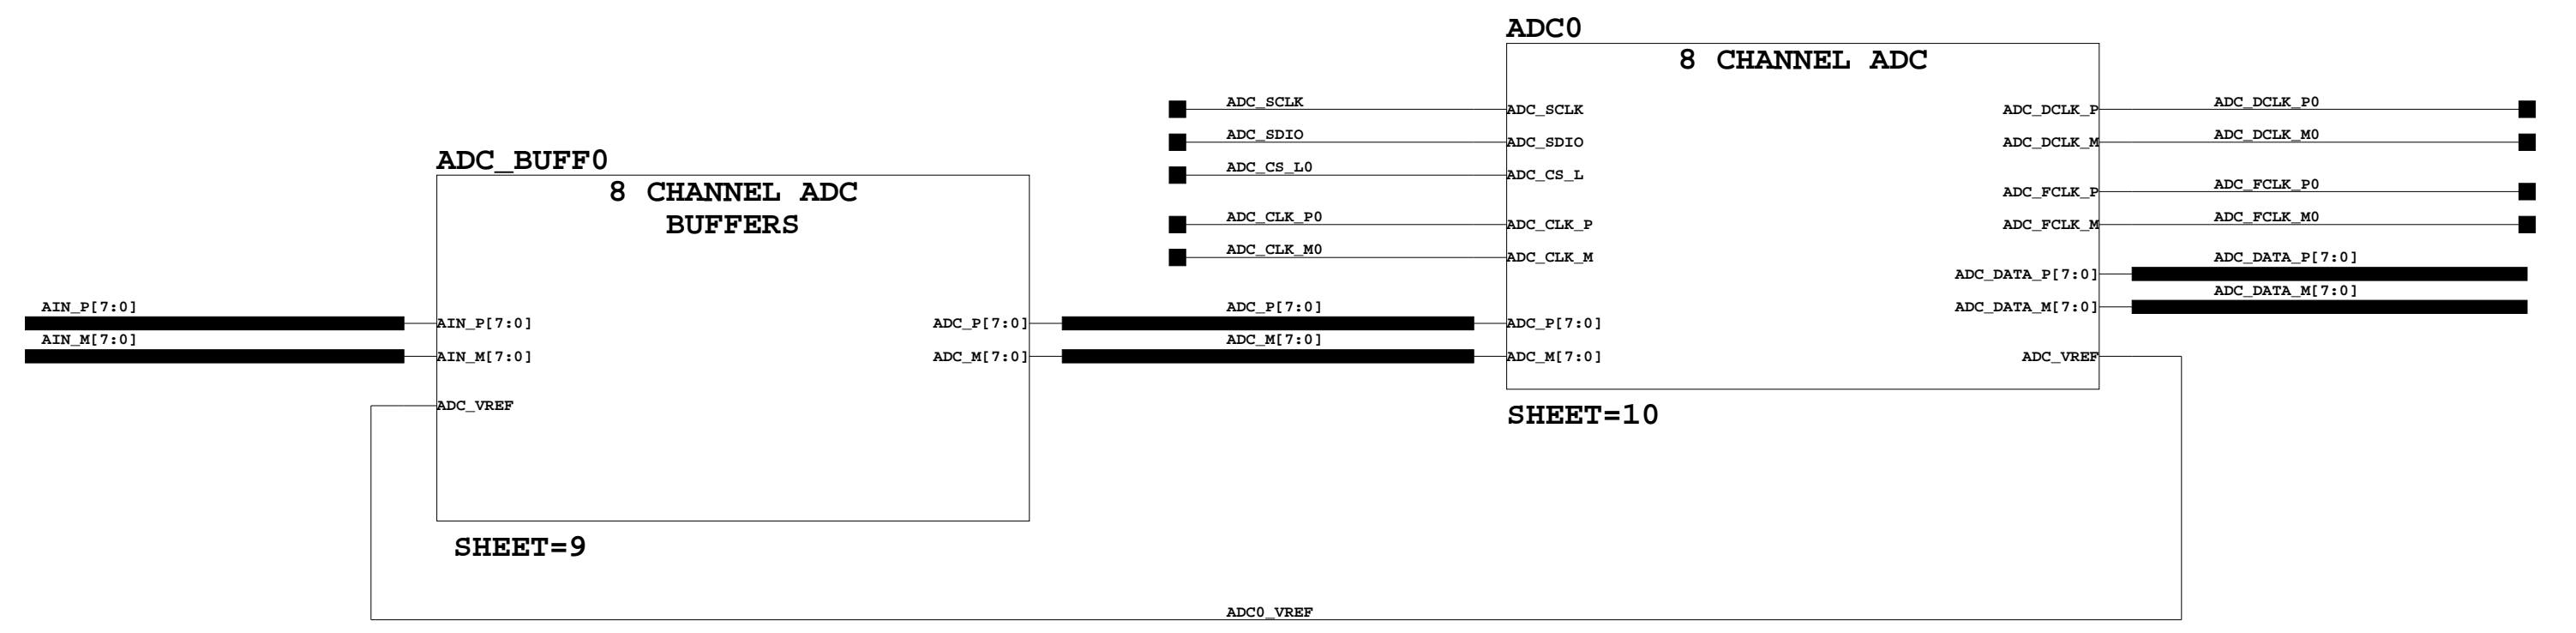 ADC0
8 CHANNEL ADC
ADC_SCLK
ADC_SCLK
ADC_DCLK_P
ADC_DCLK_P0
ADC_SDIO
ADC_SDIO
ADC_DCLK_M
ADC_DCLK_M0
ADC_CS_L0
ADC_CS_L
ADC_FCLK_P
ADC_FCLK_P0
ADC_CLK_P0
ADC_CLK_P
ADC_FCLK_M
ADC_FCLK_M0
ADC_CLK_M0
ADC_CLK_M
ADC_DATA_P[7:0]
ADC_DATA_P[7:0]
ADC_DATA_M[7:0]
ADC_DATA_M[7:0]
ADC_BUFF0
8 CHANNEL ADC
BUFFERS
AIN_P[7:0]
AIN_P[7:0]
ADC_P[7:0]
ADC_P[7:0]
ADC_P[7:0]
AIN_M[7:0]
AIN_M[7:0]
ADC_M[7:0]
ADC_M[7:0]
ADC_M[7:0]
ADC_VREF
ADC_VREF
SHEET=10
SHEET=9
ADC0_VREF